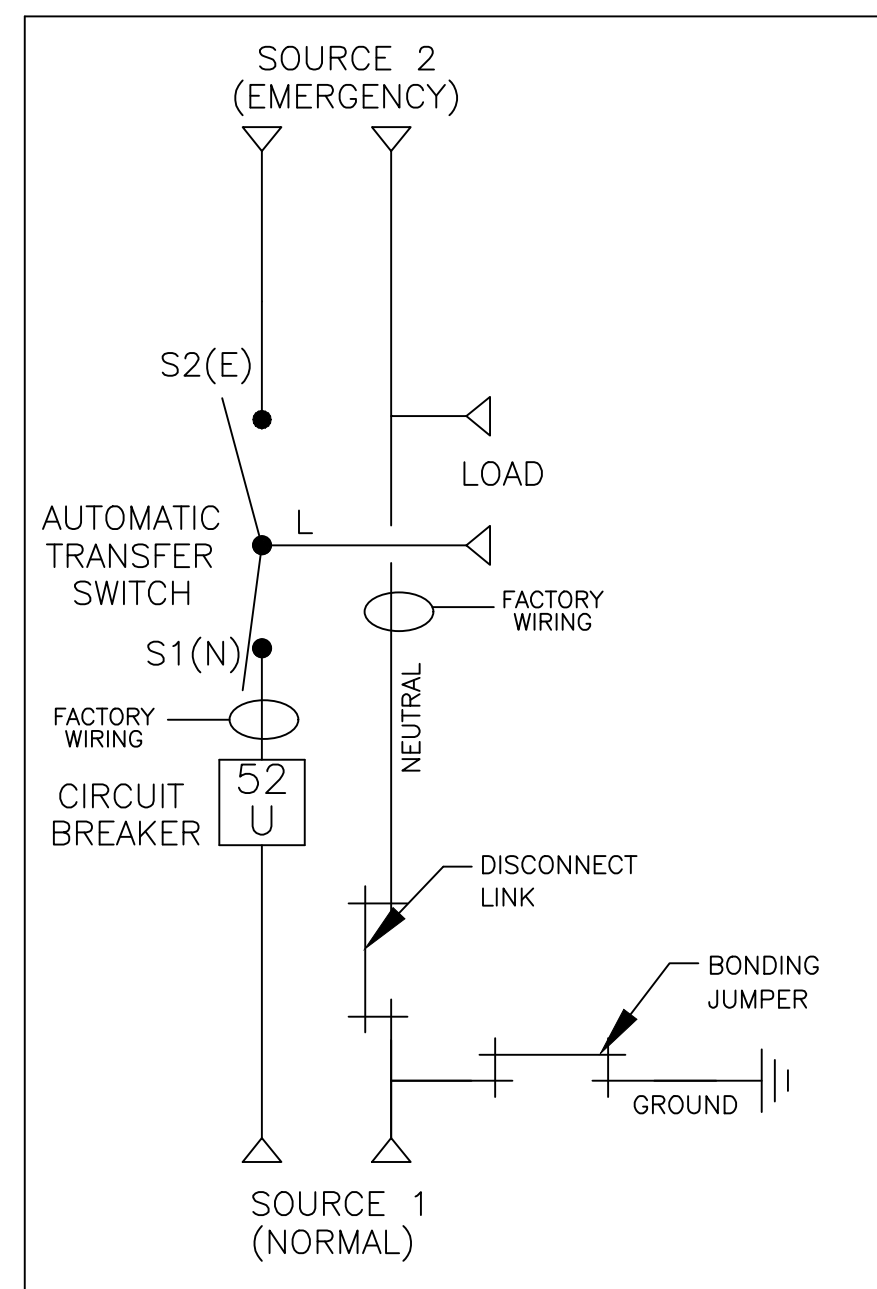 SOURCE 2
(EMERGENCY)
S2(E)
LOAD
L
AUTOMATIC
TRANSFER
SWITCH
FACTORY
WIRING
S1(N)
NEUTRAL
FACTORY
WIRING
52
U
CIRCUIT
BREAKER
DISCONNECT
LINK
BONDING
JUMPER
GROUND
SOURCE 1
(NORMAL)